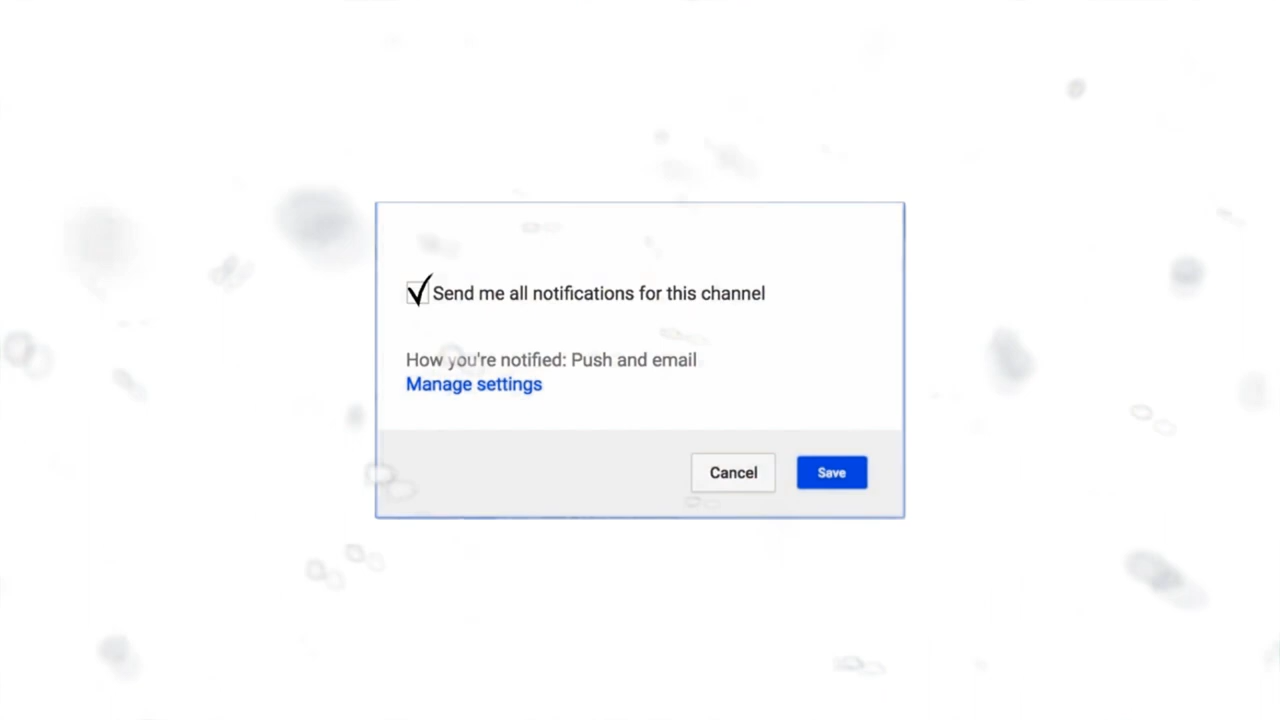 Send me all notifications for this channel
How you're notified: Push and email
Manage settings
Cancel Save